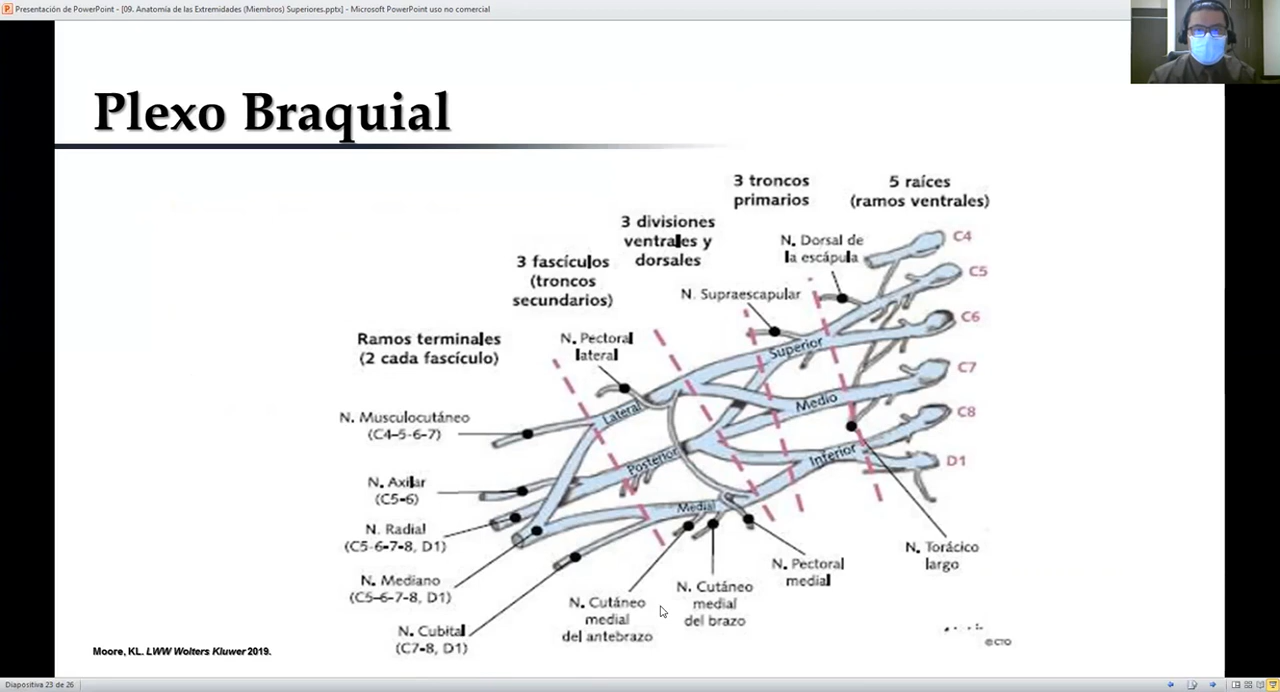 Presentación de PowerPoint - [09. Anatomía de las Extremidades (Miembros) Superiores.pptx] - Microsoft PowerPoint uso no comercial
Plexo Braquial
3 troncos
primarios
5 raíces
(ramos ventrales)
3 divisiones
ventrales y
dorsales
N. Dorsal de
la escápula
C4
C5
3 fascículos
(troncos
secundarios)
N. Supraescapular
C6
Ramos terminales
(2 cada fascículo)
N. Pectoral
lateral
Superior
C7
Lateral
Medio
C8
N. Musculocutáneo
(C4-5-6-7)
Posterior
Inferior
D1
N. Axilar
(C5-6)
Medial
N. Radial
(C5-6-7-8, D1)
N. Torácico
largo
N. Pectoral
medial
N. Mediano
(C5-6-7-8, D1)
N. Cutáneo
medial
del brazo
N. Cutáneo
medial
del antebrazo
N. Cubital
(C7-8, D1)
©CTO
Moore, KL. LWW Wolters Kluwer 2019.
Diapositiva 23 de 26